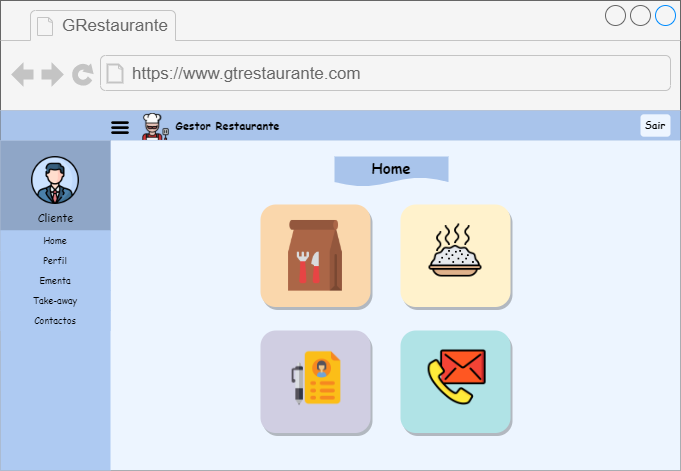 GRestaurante
https://www.gtrestaurante.com
Gestor Restaurante
Sair
Home
Cliente
Home
Perfil
Ementa
Take-away
Contactos